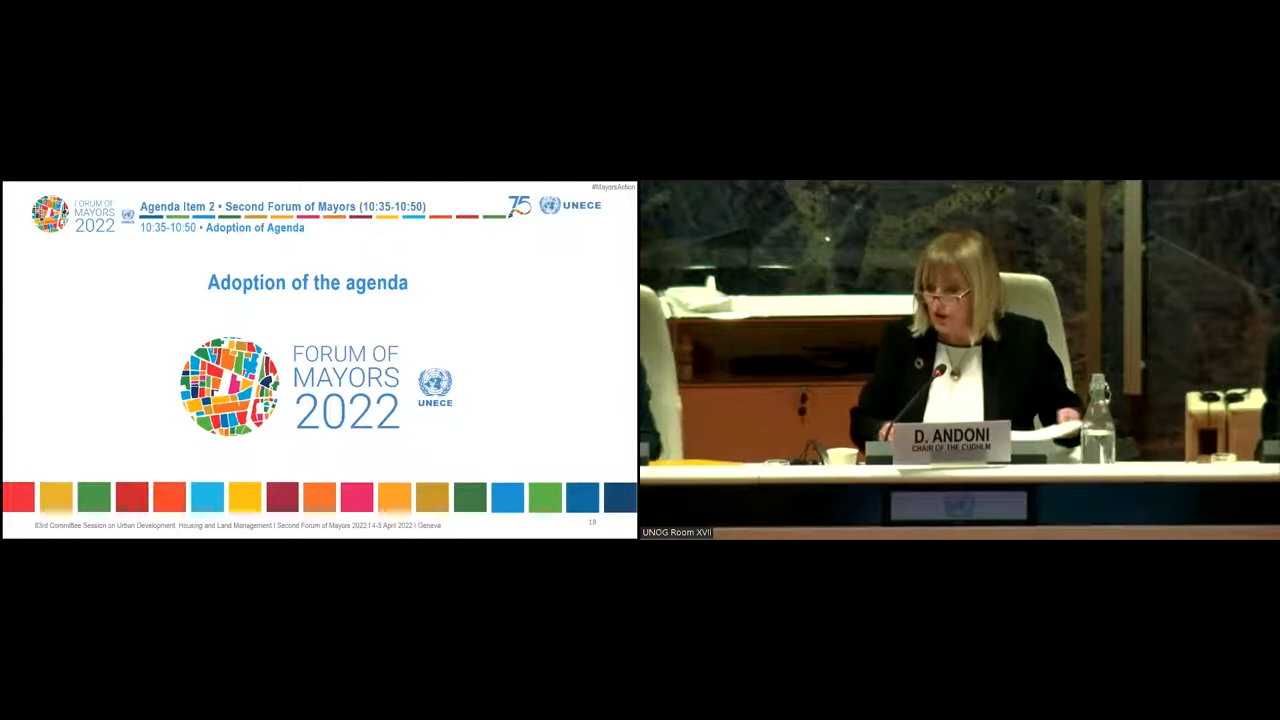 #MayorsAction
FORUM OF
MAYORS
2022
UNECE
Agenda Item 2 • Second Forum of Mayors (10:35-10:50)
10:35-10:50 • Adoption of Agenda
75
UNECE
Adoption of the agenda
FORUM OF
MAYORS
2022
UNECE
83rd Committee Session on Urban Development. Housing and Land Management I Second Forum of Mayors 2022 I 4-5 April 2022 I Geneva
18
D. ANDONI
CHAIR OF THE CUDHLM
UNOG Room XVII